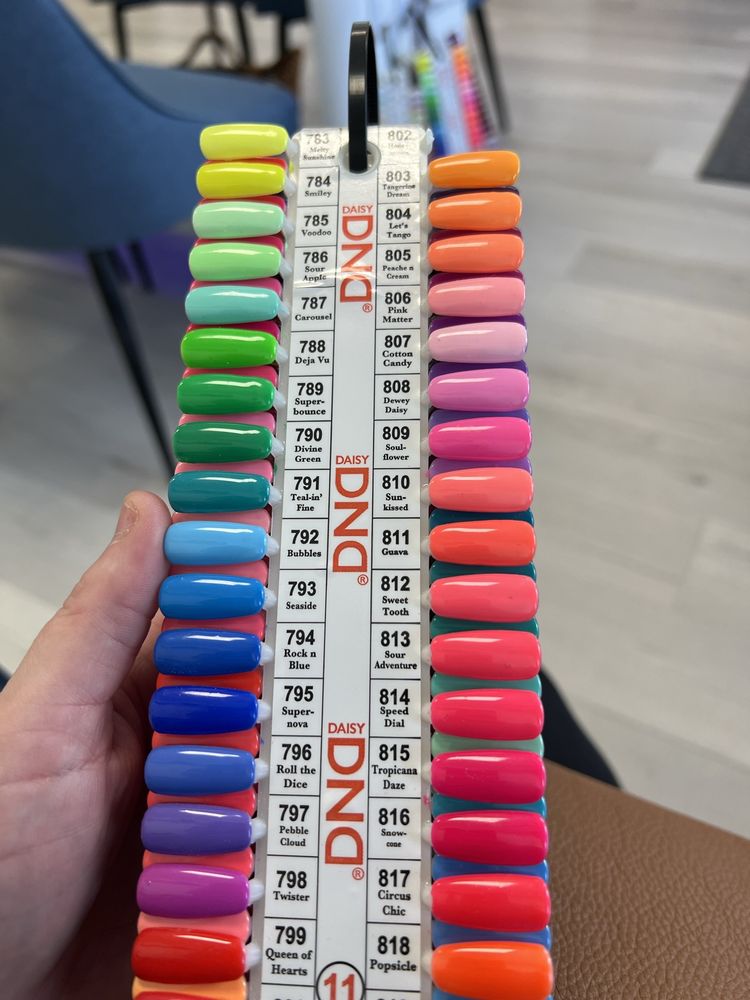 783
Melty
Sunshine
784
Smiley
785
Voodoo
786
Sour
Apple
787
Carousel
788
Deja Vu
789
Super-
bounce
790
Divine
Green
791
Teal-in'
Fine
792
Bubbles
793
Seaside
794
Rock n
Blue
795
Super-
nova
796
Roll the
Dice
797
Pebble
Cloud
798
Twister
799
Queen of
Hearts
DAISY
DND®
DAISY
DND®
DAISY
DND®
11
802
803
Tangerine
Dream
804
Let's
Tango
805
Peache n
Cream
806
Pink
Matter
807
Cotton
Candy
808
Dewey
Daisy
809
Soul-
flower
810
Sun-
kissed
811
Guava
812
Sweet
Tooth
813
Sour
Adventure
814
Speed
Dial
815
Tropicana
Daze
816
Snow-
cone
817
Circus
Chic
818
Popsicle